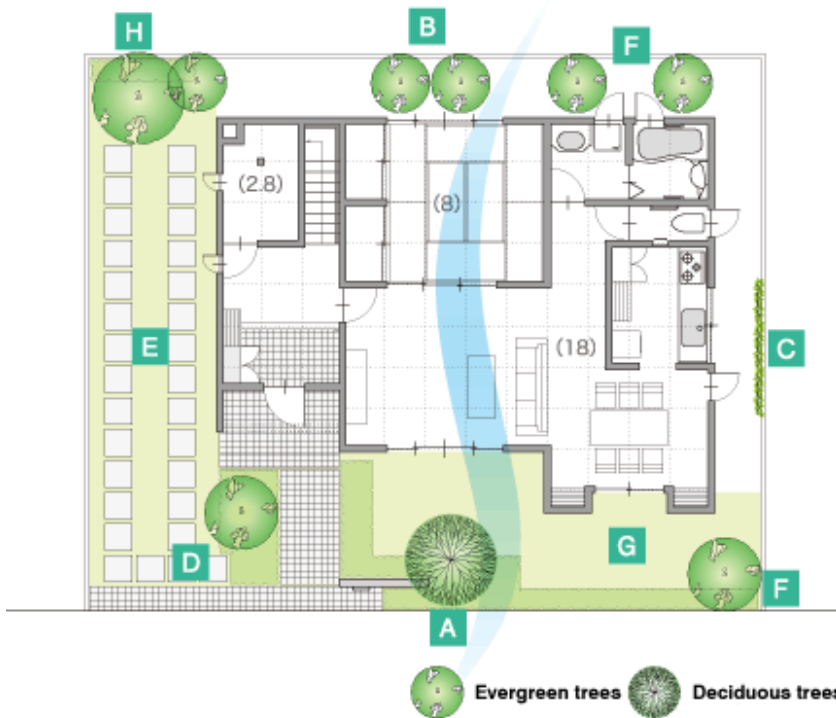 H
B
F
(2.8)
(8)
E
(18)
C
D
G
F
A
Evergreen trees
Deciduous trees